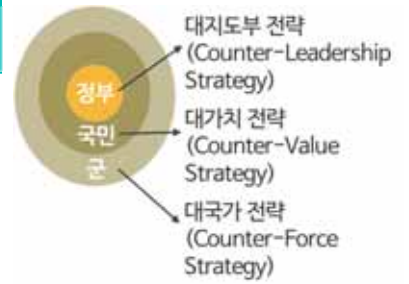 정부
국민
군
대지도부 전략
(Counter-Leadership
Strategy)
대가치 전략
(Counter-Value
Strategy)
대국가 전략
(Counter-Force
Strategy)